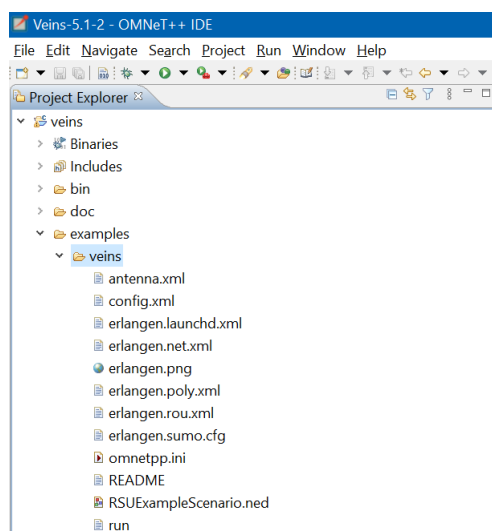 Veins-5.1-2 - OMNeT++ IDE
File Edit Navigate Search Project Run Window Help
Project Explorer
veins
Binaries
Includes
bin
doc
examples
veins
antenna.xml
config.xml
erlangen.launchd.xml
erlangen.net.xml
erlangen.png
erlangen.poly.xml
erlangen.rou.xml
erlangen.sumo.cfg
omnetpp.ini
README
RSUExampleScenario.ned
run